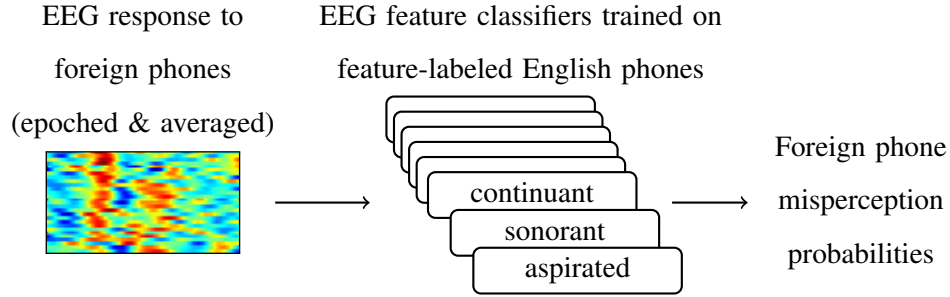 EEG response to
foreign phones
(epoched & averaged)
EEG feature classifiers trained on
feature-labeled English phones
continuant
sonorant
aspirated
Foreign phone
misperception
probabilities